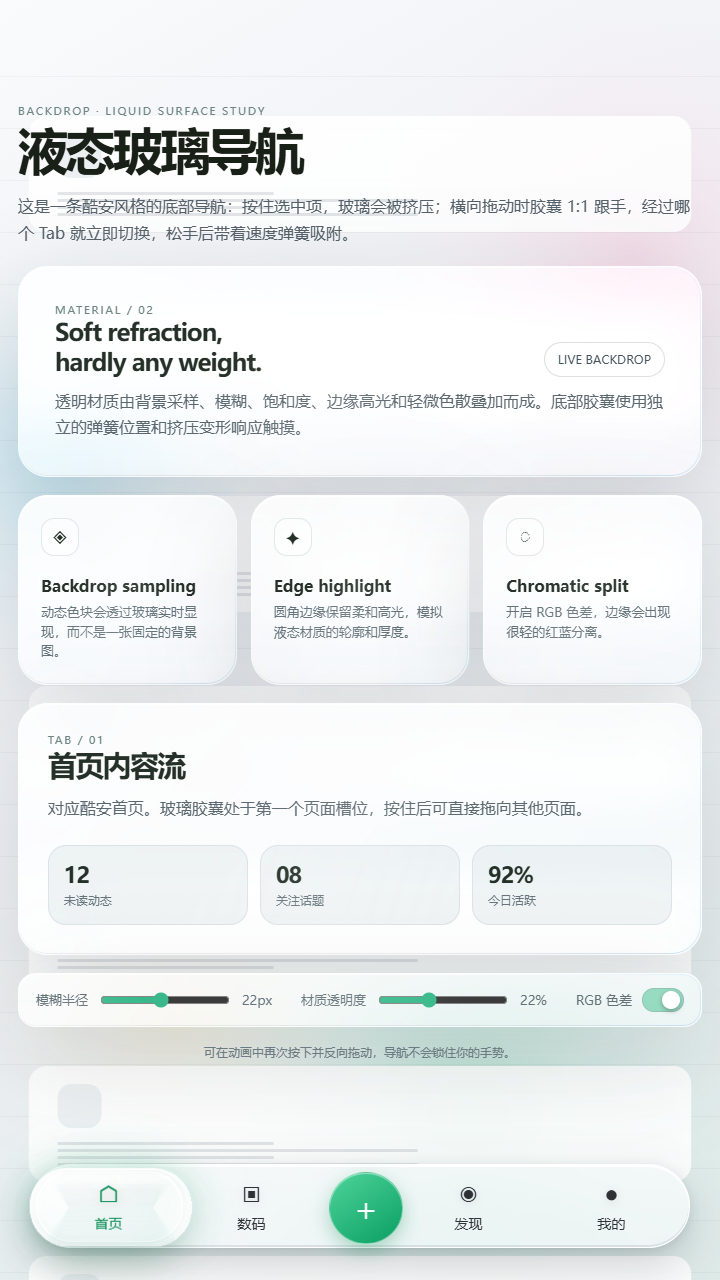 BACKDROP · LIQUID SURFACE STUDY
液态玻璃导航
这是一条酷安风格的底部导航：按住选中项，玻璃会被挤压；横向拖动时胶囊 1:1 跟手，经过哪
个 Tab 就立即切换，松手后带着速度弹簧吸附。
MATERIAL / 02
Soft refraction,
hardly any weight.
LIVE BACKDROP
透明材质由背景采样、模糊、饱和度、边缘高光和轻微色散叠加而成。底部胶囊使用独
立的弹簧位置和挤压变形响应触摸。
Backdrop sampling
动态色块会透过玻璃实时显
现，而不是一张固定的背景
图。
Edge highlight
圆角边缘保留柔和高光，模拟
液态材质的轮廓和厚度。
Chromatic split
开启 RGB 色差，边缘会出现
很轻的红蓝分离。
TAB / 01
首页内容流
对应酷安首页。玻璃胶囊处于第一个页面槽位，按住后可直接拖向其他页面。
12
未读动态
08
关注话题
92%
今日活跃
模糊半径 22px 材质透明度 22% RGB 色差
可在动画中再次按下并反向拖动，导航不会锁住你的手势。
首页 数码 + 发现 我的